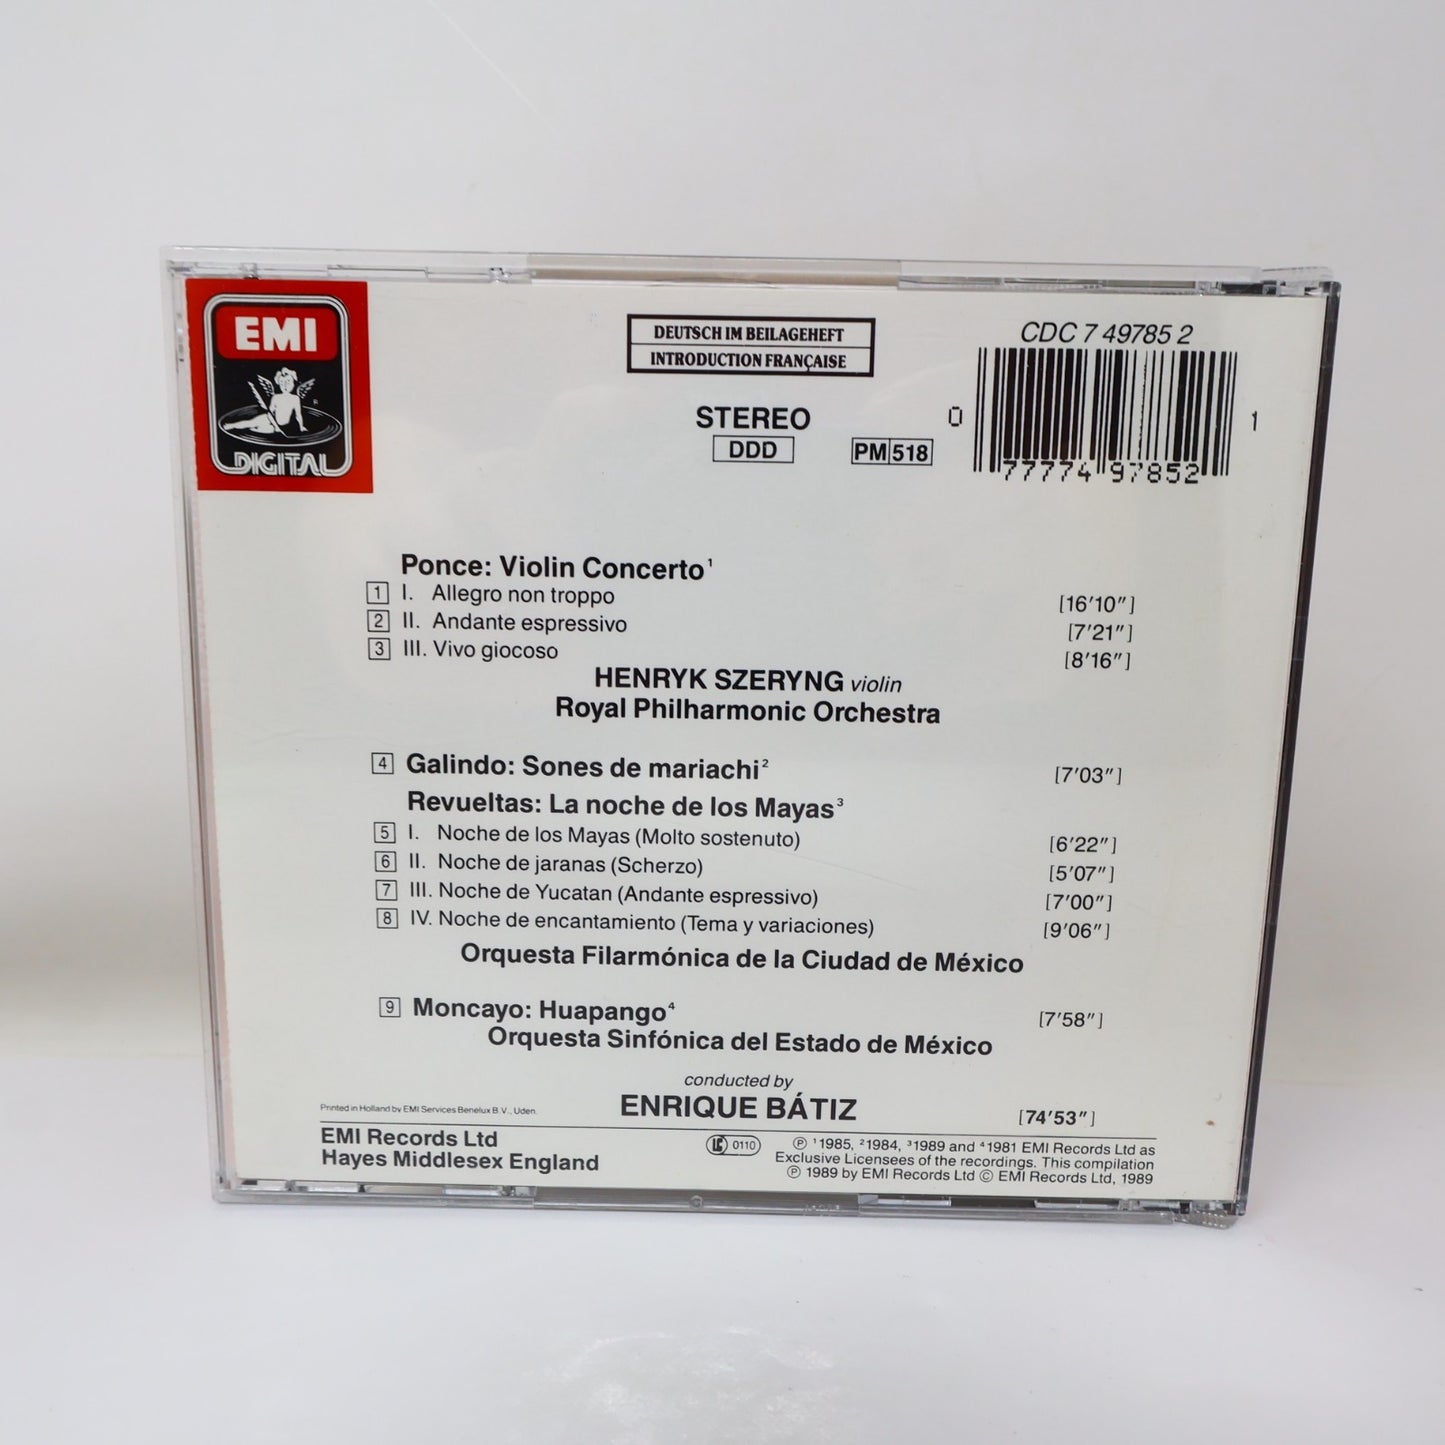 EMI
DIGITAL
DEUTSCH IM BEILAGEHEFT
INTRODUCTION FRANÇAISE
STEREO
DDD
PM 518
CDC 7 49785 2
0 77774 97852 1
Ponce: Violin Concerto¹
1 I. Allegro non troppo [16′10″]
2 II. Andante espressivo [7′21″]
3 III. Vivo giocoso [8′16″]
HENRYK SZERYNG violin
Royal Philharmonic Orchestra
4 Galindo: Sones de mariachi² [7′03″]
Revueltas: La noche de los Mayas³
5 I. Noche de los Mayas (Molto sostenuto) [6′22″]
6 II. Noche de jaranas (Scherzo) [5′07″]
7 III. Noche de Yucatan (Andante espressivo) [7′00″]
8 IV. Noche de encantamiento (Tema y variaciones) [9′06″]
Orquesta Filarmónica de la Ciudad de México
9 Moncayo: Huapango⁴ [7′58″]
Orquesta Sinfónica del Estado de México
conducted by
ENRIQUE BÁTIZ [74′53″]
Printed in Holland by EMI Services Benelux B.V., Uden.
EMI Records Ltd
Hayes Middlesex England
LC 0110
℗ ¹1985, ²1984, ³1989 and ⁴1981 EMI Records Ltd as
Exclusive Licensees of the recordings. This compilation
℗ 1989 by EMI Records Ltd © EMI Records Ltd, 1989